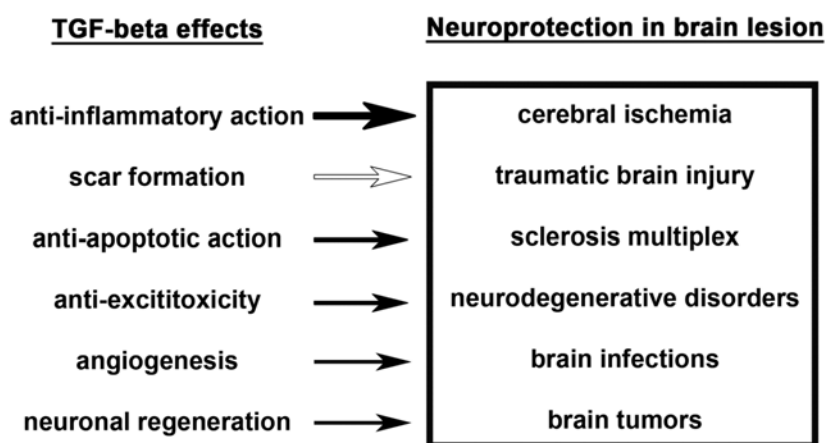 TGF-beta effects Neuroprotection in brain lesion
anti-inflammatory action cerebral ischemia
scar formation traumatic brain injury
anti-apoptotic action sclerosis multiplex
anti-excititoxicity neurodegenerative disorders
angiogenesis brain infections
neuronal regeneration brain tumors